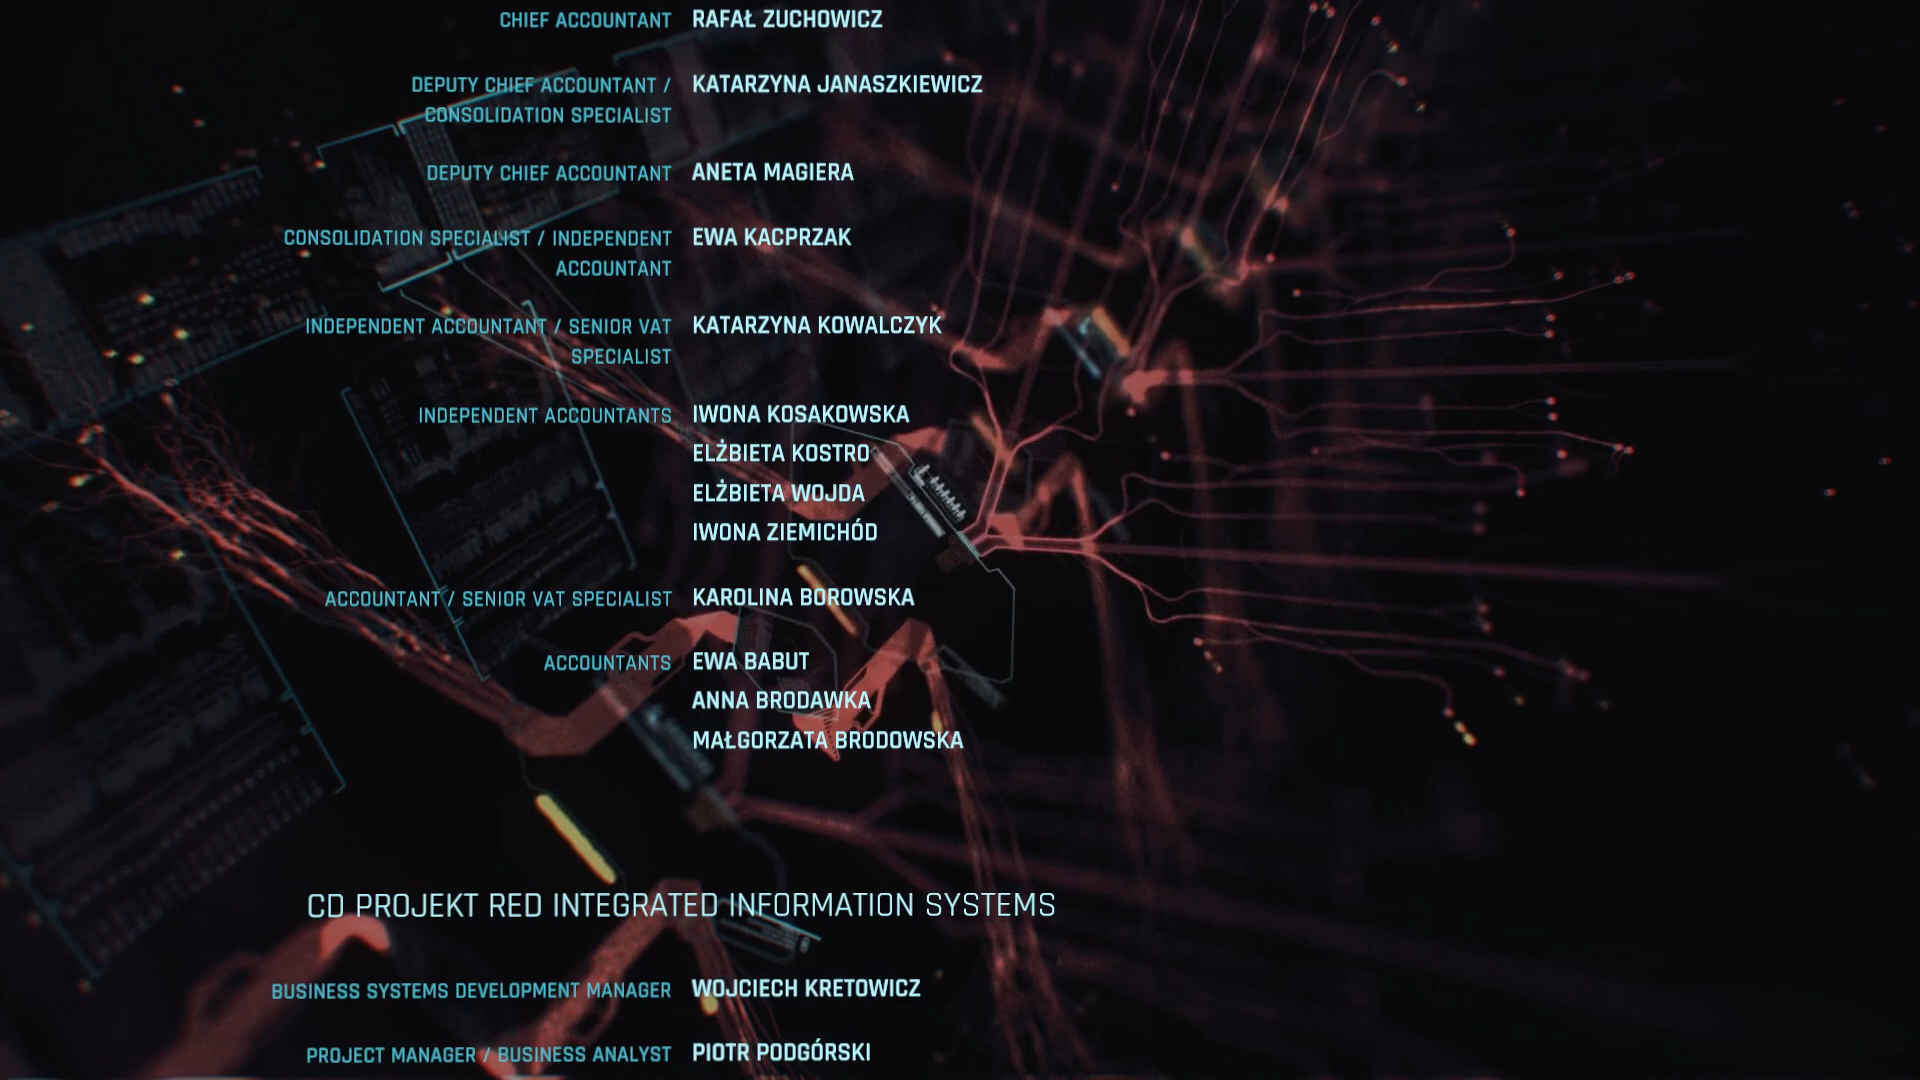 CHIEF ACCOUNTANT RAFAŁ ZUCHOWICZ
DEPUTY CHIEF ACCOUNTANT / KATARZYNA JANASZKIEWICZ
CONSOLIDATION SPECIALIST
DEPUTY CHIEF ACCOUNTANT ANETA MAGIERA
CONSOLIDATION SPECIALIST / INDEPENDENT EWA KACPRZAK
ACCOUNTANT
INDEPENDENT ACCOUNTANT / SENIOR VAT KATARZYNA KOWALCZYK
SPECIALIST
INDEPENDENT ACCOUNTANTS IWONA KOSAKOWSKA
ELŻBIETA KOSTRO
ELŻBIETA WOJDA
IWONA ZIEMICHÓD
ACCOUNTANT / SENIOR VAT SPECIALIST KAROLINA BOROWSKA
ACCOUNTANTS EWA BABUT
ANNA BRODAWKA
MAŁGORZATA BRODOWSKA
CD PROJEKT RED INTEGRATED INFORMATION SYSTEMS
BUSINESS SYSTEMS DEVELOPMENT MANAGER WOJCIECH KRETOWICZ
PROJECT MANAGER / BUSINESS ANALYST PIOTR PODGÓRSKI